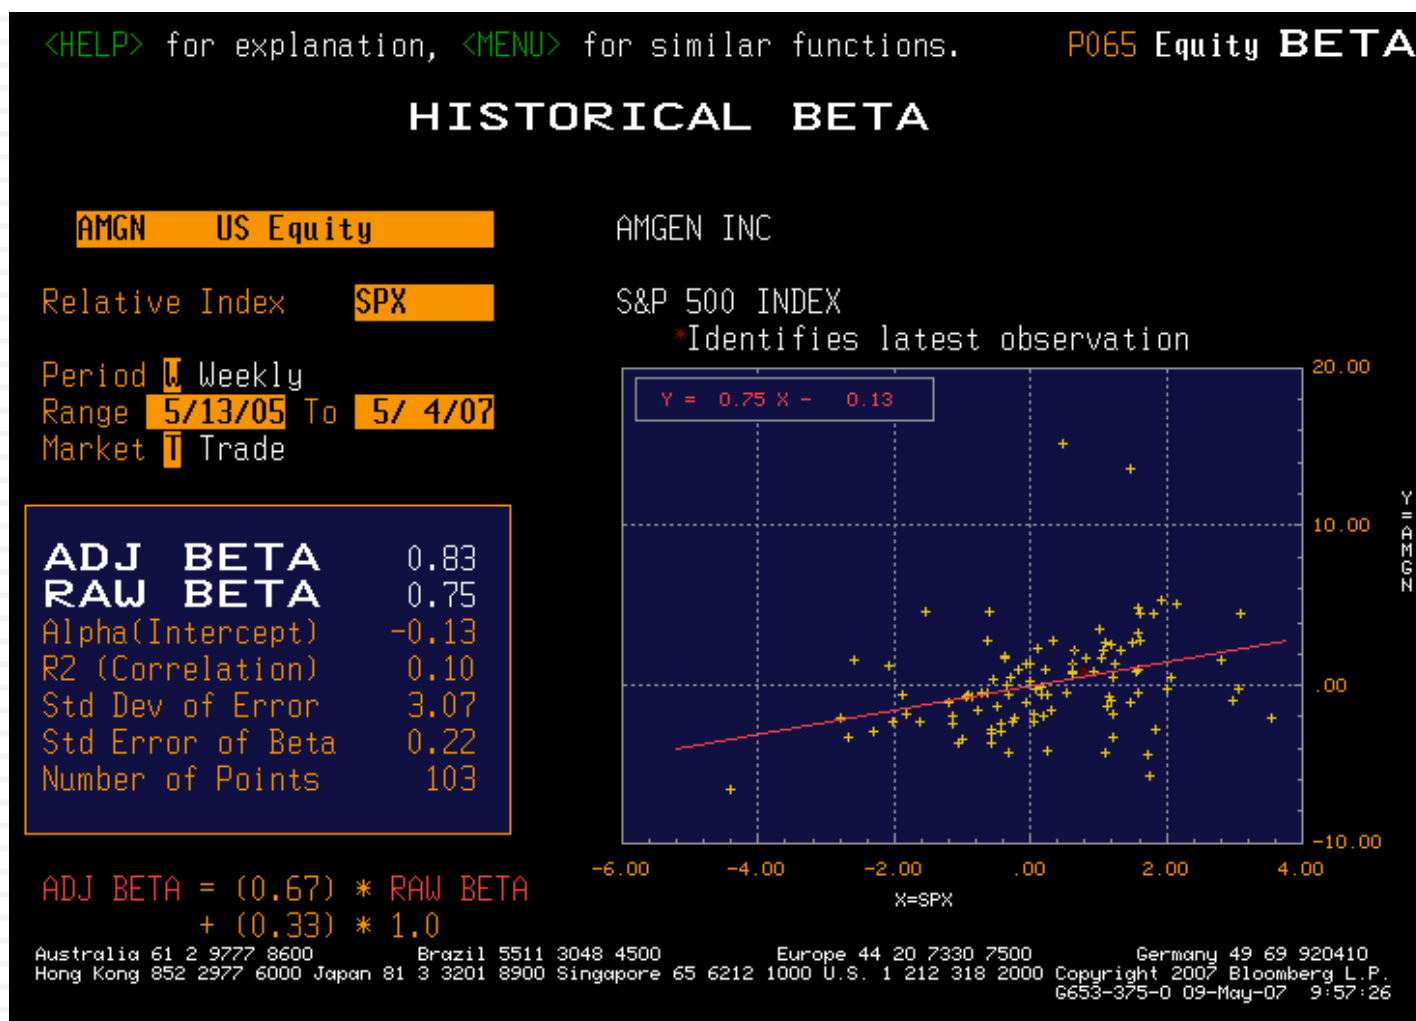 <HELP> for explanation, <MENU> for similar functions. P065 Equity BETA
HISTORICAL BETA
AMGN US Equity
AMGEN INC
Relative Index SPX
S&P 500 INDEX
*Identifies latest observation
Period W Weekly
Range 5/13/05 To 5/ 4/07
Market T Trade
ADJ BETA 0.83
RAW BETA 0.75
Alpha(Intercept) -0.13
R2 (Correlation) 0.10
Std Dev of Error 3.07
Std Error of Beta 0.22
Number of Points 103
ADJ BETA = (0.67) * RAW BETA
+ (0.33) * 1.0
Y = 0.75 X - 0.13
20.00
10.00
.00
-10.00
Y=AMGN
-6.00 -4.00 -2.00 .00 2.00 4.00
X=SPX
Australia 61 2 9777 8600 Brazil 5511 3048 4500 Europe 44 20 7330 7500 Germany 49 69 920410
Hong Kong 852 2977 6000 Japan 81 3 3201 8900 Singapore 65 6212 1000 U.S. 1 212 318 2000 Copyright 2007 Bloomberg L.P.
G653-375-0 09-May-07 9:57:26